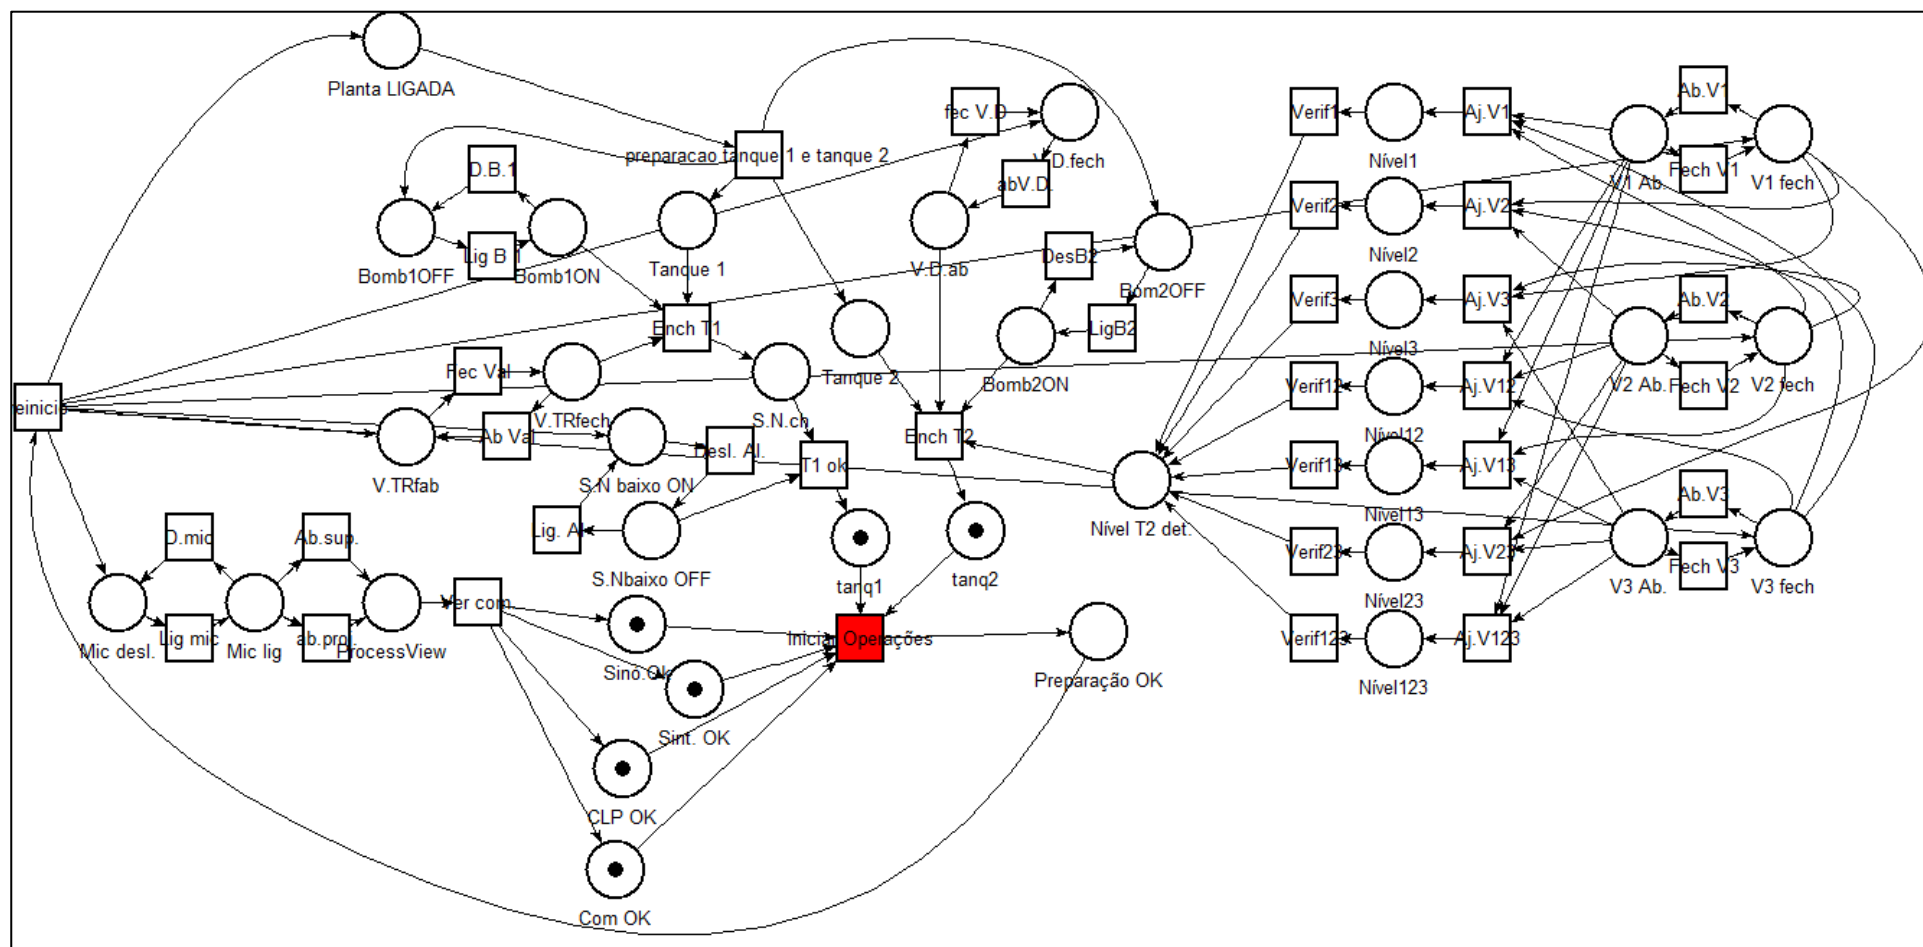 Planta LIGADA
preparacao tanque 1 e tanque 2
D.B.1
Lig B 1
Bomb1OFF
Bomb1ON
Tanque 1
Ench T1
fec V.D
V.D.fech
abV.D.
V.D.ab
DesB2
Bom2OFF
LigB2
Bomb2ON
Tanque 2
Fec Val
V.TRfech
Ab Val
V.TRfab
S.N.ch
Ench T2
reinicio
S.N baixo ON
Desl. Al.
Lig. Al
S.Nbaixo OFF
T1 ok
tanq1
tanq2
Nível T2 det.
D.mic
Ab.sup.
Mic desl.
Lig mic
Mic lig
ab.proj.
ProcessView
Ver com.
Sinó.Ok
Sint. OK
CLP OK
Com OK
Iniciar Operações
Preparação OK
Verif1
Nível1
Aj.V1
Verif2
Nível2
Aj.V2
Verif3
Nível3
Aj.V3
Verif12
Nível12
Aj.V12
Verif13
Nível13
Aj.V13
Verif23
Nível23
Aj.V23
Verif123
Nível123
Aj.V123
Ab.V1
V1 Ab.
Fech V1
V1 fech
Ab.V2
V2 Ab.
Fech V2
V2 fech
Ab.V3
V3 Ab.
Fech V3
V3 fech